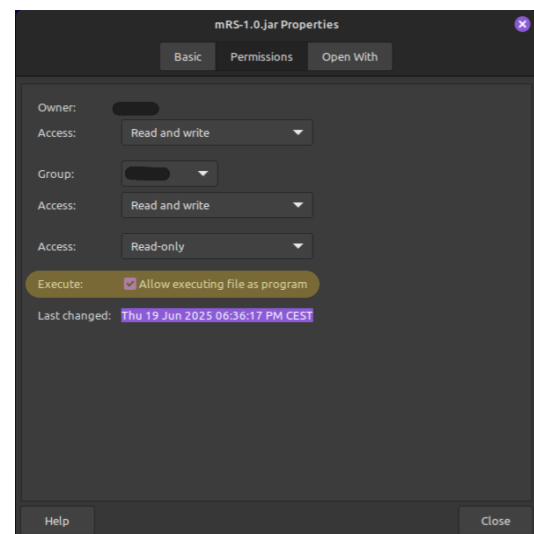 mRS-1.0.jar Properties
Basic Permissions Open With
Owner:
Access: Read and write
Group:
Access: Read and write
Access: Read-only
Execute: Allow executing file as program
Last changed: Thu 19 Jun 2025 06:36:17 PM CEST
Help Close